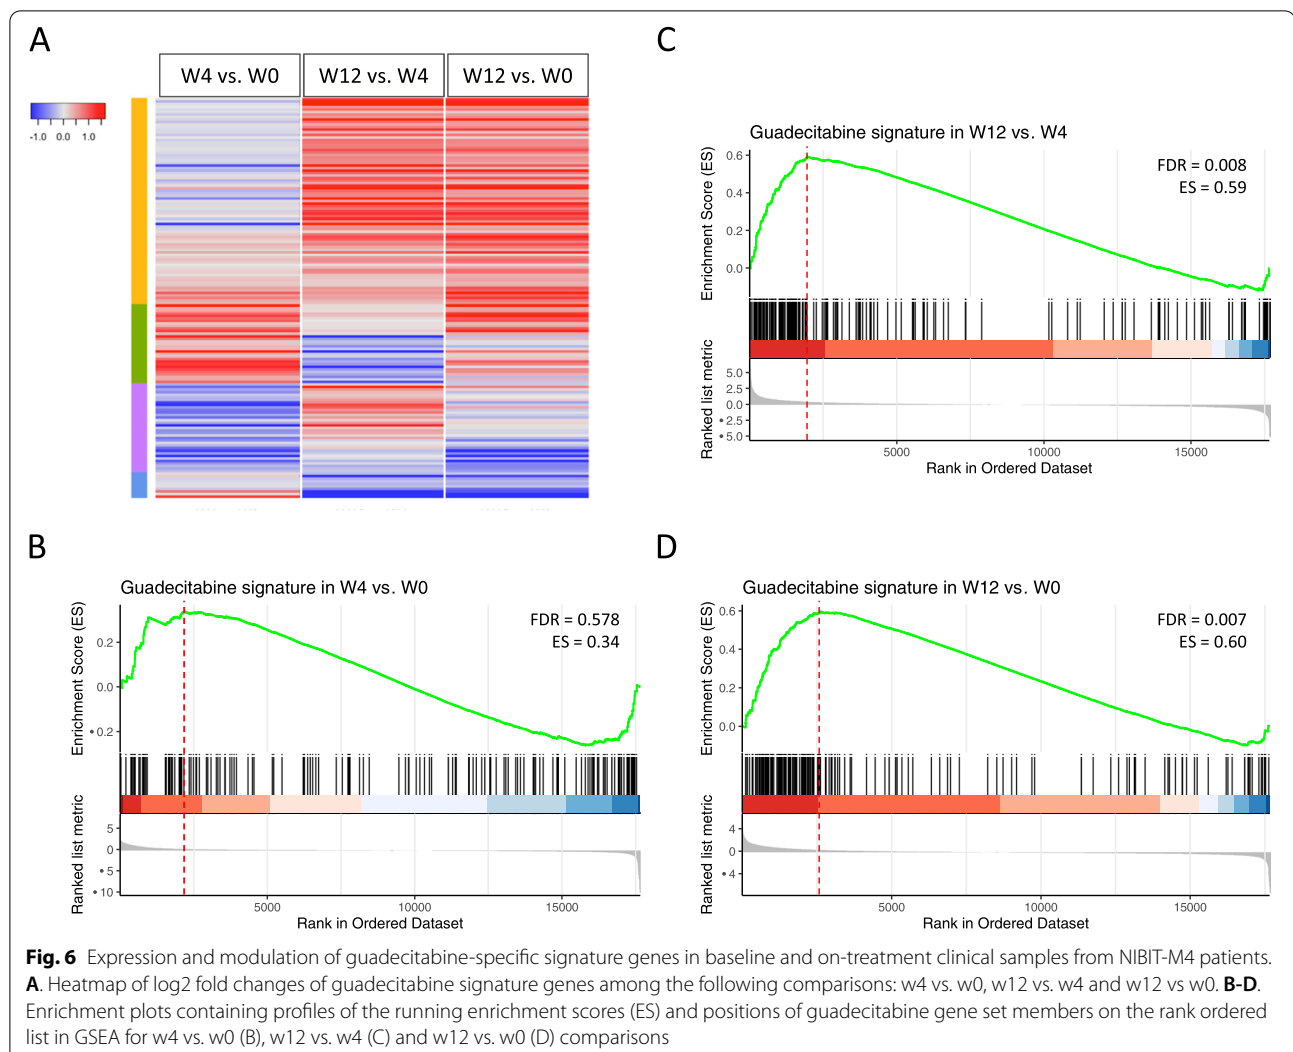 A
W4 vs. W0
W12 vs. W4
W12 vs. W0
-1.0 0.0 1.0
C
Guadecitabine signature in W12 vs. W4
Enrichment Score (ES)
0.6
0.4
0.2
0.0
FDR = 0.008
ES = 0.59
Ranked list metric
5.0
2.5
0.0
•2.5
•5.0
5000 10000 15000
Rank in Ordered Dataset
B
Guadecitabine signature in W4 vs. W0
Enrichment Score (ES)
0.2
0.0
•0.2
FDR = 0.578
ES = 0.34
Ranked list metric
5
0
•5
•10
5000 10000 15000
Rank in Ordered Dataset
D
Guadecitabine signature in W12 vs. W0
Enrichment Score (ES)
0.6
0.4
0.2
0.0
FDR = 0.007
ES = 0.60
Ranked list metric
4
0
•4
5000 10000 15000
Rank in Ordered Dataset
Fig. 6 Expression and modulation of guadecitabine-specific signature genes in baseline and on-treatment clinical samples from NIBIT-M4 patients.
A. Heatmap of log2 fold changes of guadecitabine signature genes among the following comparisons: w4 vs. w0, w12 vs. w4 and w12 vs w0. B-D.
Enrichment plots containing profiles of the running enrichment scores (ES) and positions of guadecitabine gene set members on the rank ordered
list in GSEA for w4 vs. w0 (B), w12 vs. w4 (C) and w12 vs. w0 (D) comparisons